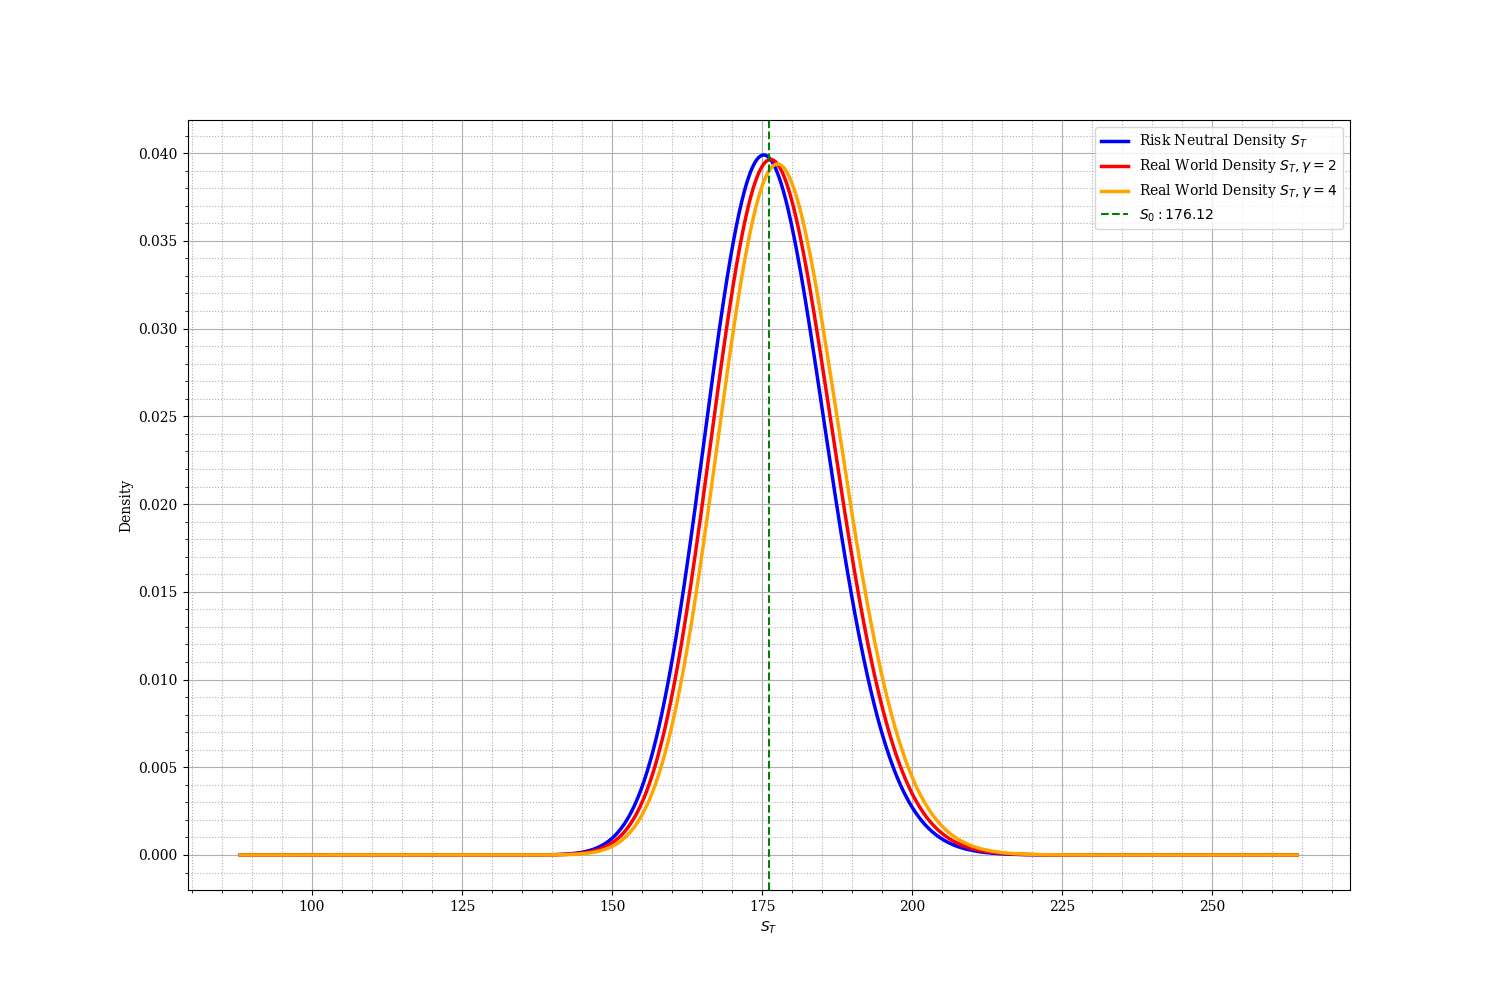 Risk Neutral Density $S_T$
Real World Density $S_T, \gamma = 2$
Real World Density $S_T, \gamma = 4$
$S_0 : 176.12$
0.040
0.035
0.030
0.025
0.020
0.015
0.010
0.005
0.000
Density
100 125 150 175 200 225 250
$S_T$